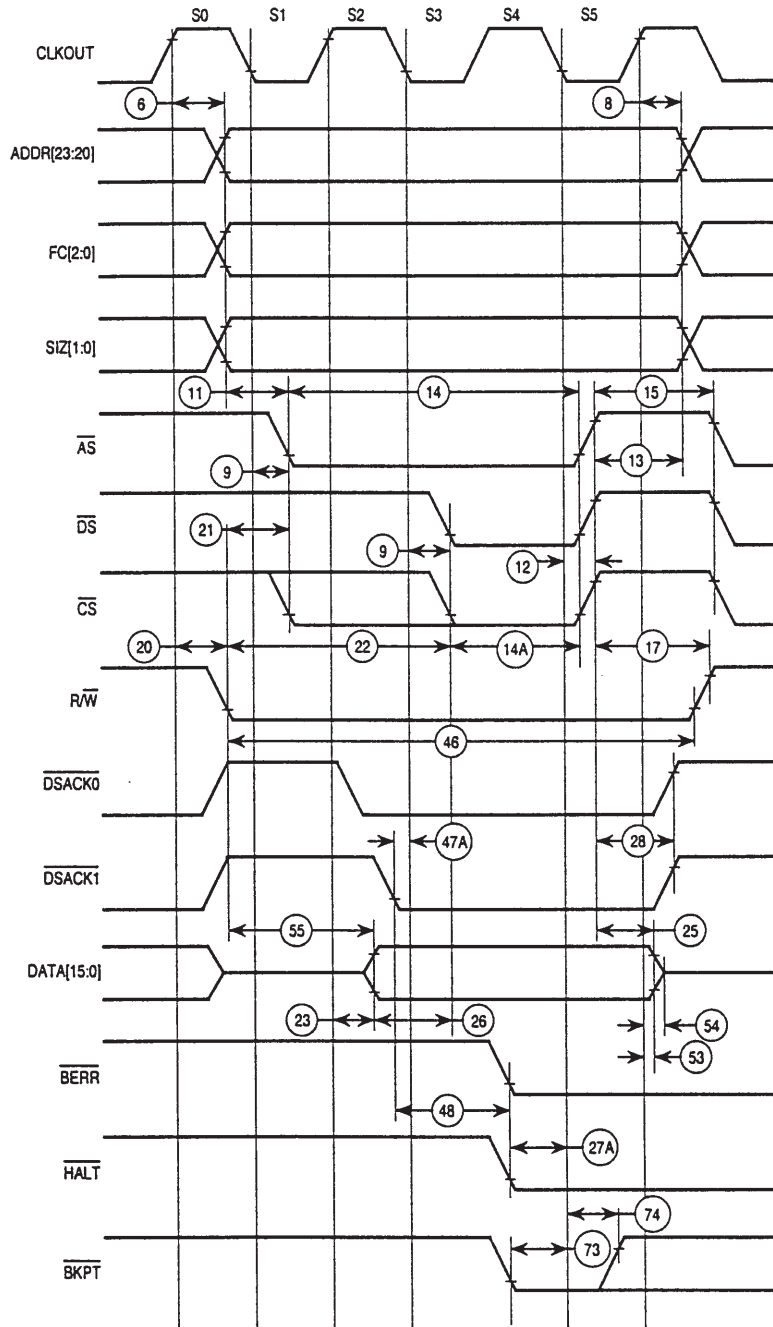 S0 S1 S2 S3 S4 S5
CLKOUT
6 8
ADDR[23:20]
FC[2:0]
SIZ[1:0]
11 14 15
AS
9 13
21
DS
9 12
CS
20 22 14A 17
R/W
46
DSACK0
47A 28
DSACK1
55 25
DATA[15:0]
23 26 54
53
BERR
48
27A
HALT
74
73
BKPT